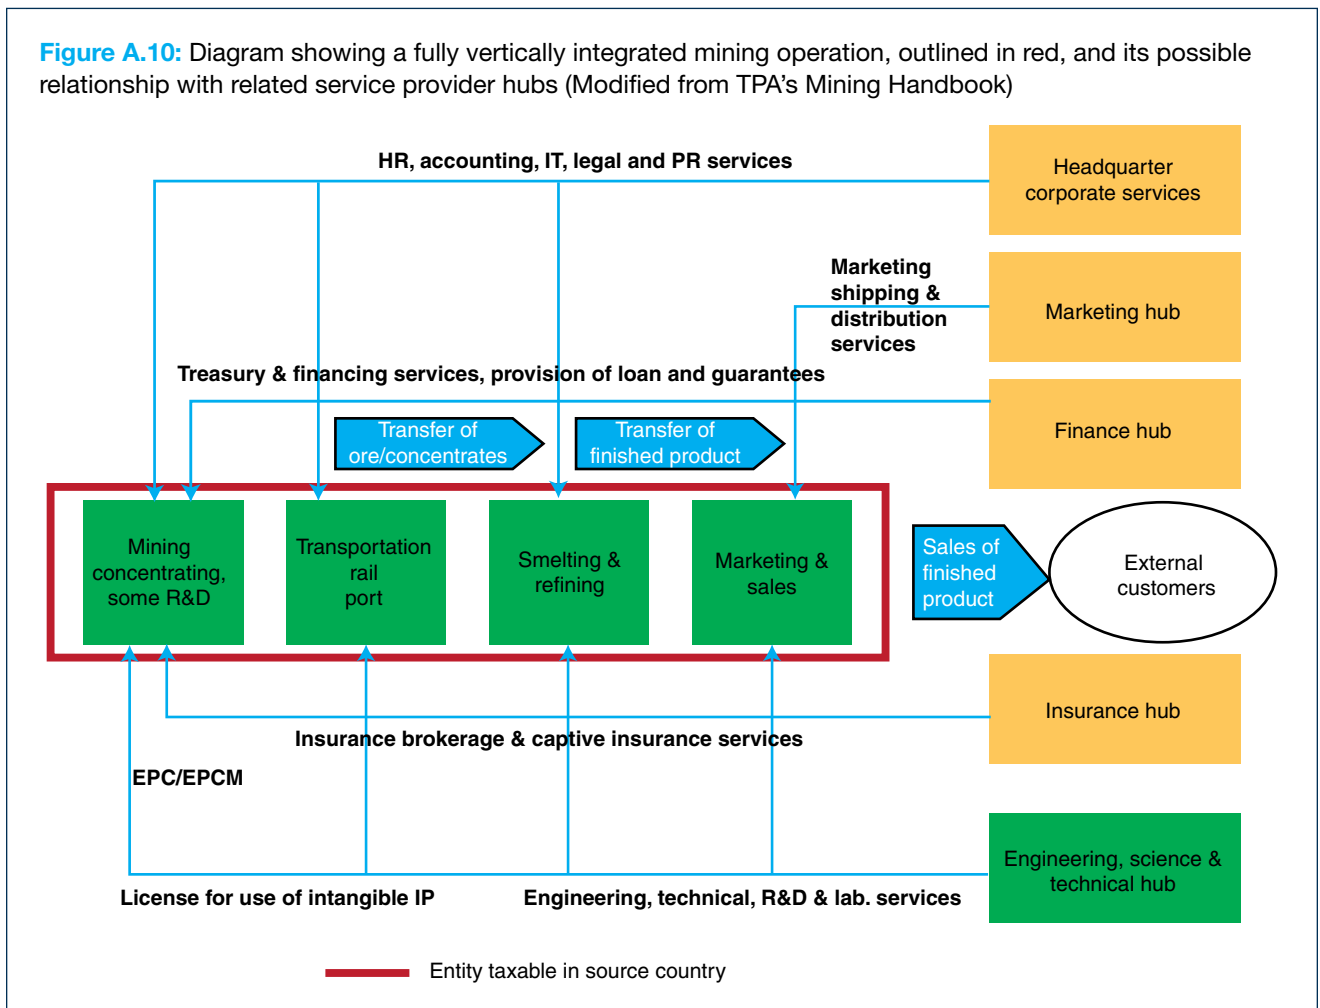 Figure A.10: Diagram showing a fully vertically integrated mining operation, outlined in red, and its possible
relationship with related service provider hubs (Modified from TPA's Mining Handbook)
HR, accounting, IT, legal and PR services
Headquarter
corporate services
Marketing
shipping &
distribution
services
Marketing hub
Treasury & financing services, provision of loan and guarantees
Finance hub
Transfer of
ore/concentrates
Transfer of
finished product
Mining
concentrating,
some R&D
Transportation
rail
port
Smelting &
refining
Marketing &
sales
Sales of
finished
product
External
customers
Insurance hub
Insurance brokerage & captive insurance services
EPC/EPCM
Engineering, science &
technical hub
License for use of intangible IP
Engineering, technical, R&D & lab. services
Entity taxable in source country